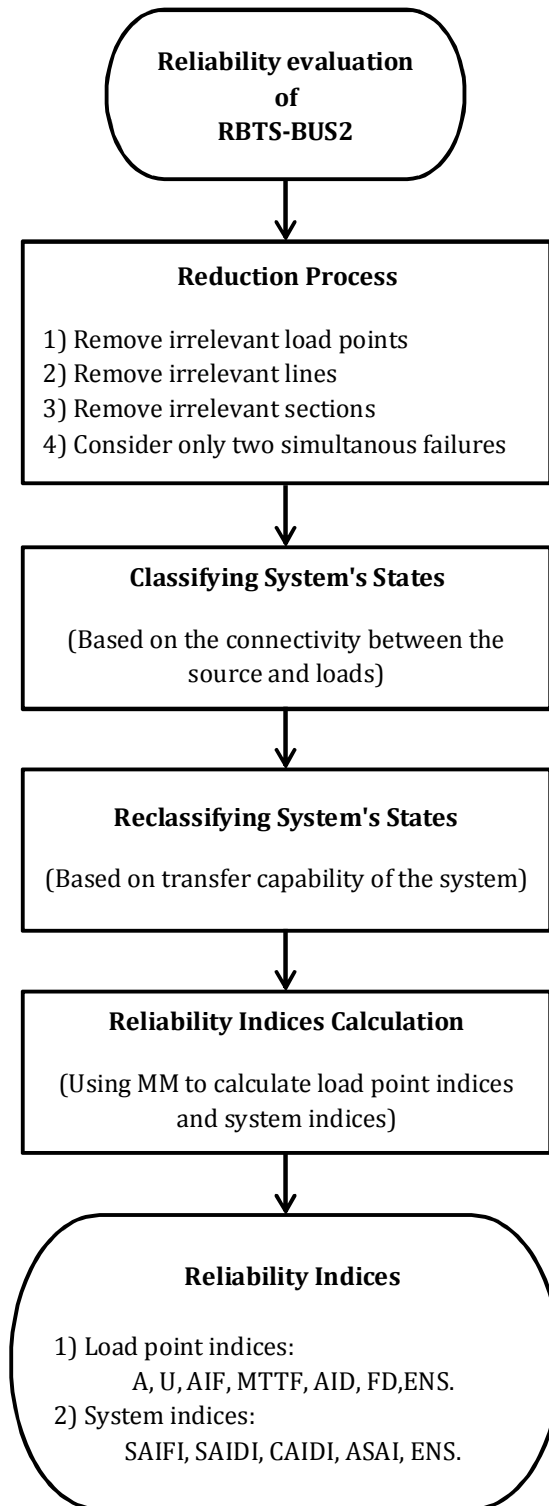 Reliability evaluation
of
RBTS-BUS2
Reduction Process
1) Remove irrelevant load points
2) Remove irrelevant lines
3) Remove irrelevant sections
4) Consider only two simultanous failures
Classifying System's States
(Based on the connectivity between the
source and loads)
Reclassifying System's States
(Based on transfer capability of the system)
Reliability Indices Calculation
(Using MM to calculate load point indices
and system indices)
Reliability Indices
1) Load point indices:
A, U, AIF, MTTF, AID, FD,ENS.
2) System indices:
SAIFI, SAIDI, CAIDI, ASAI, ENS.